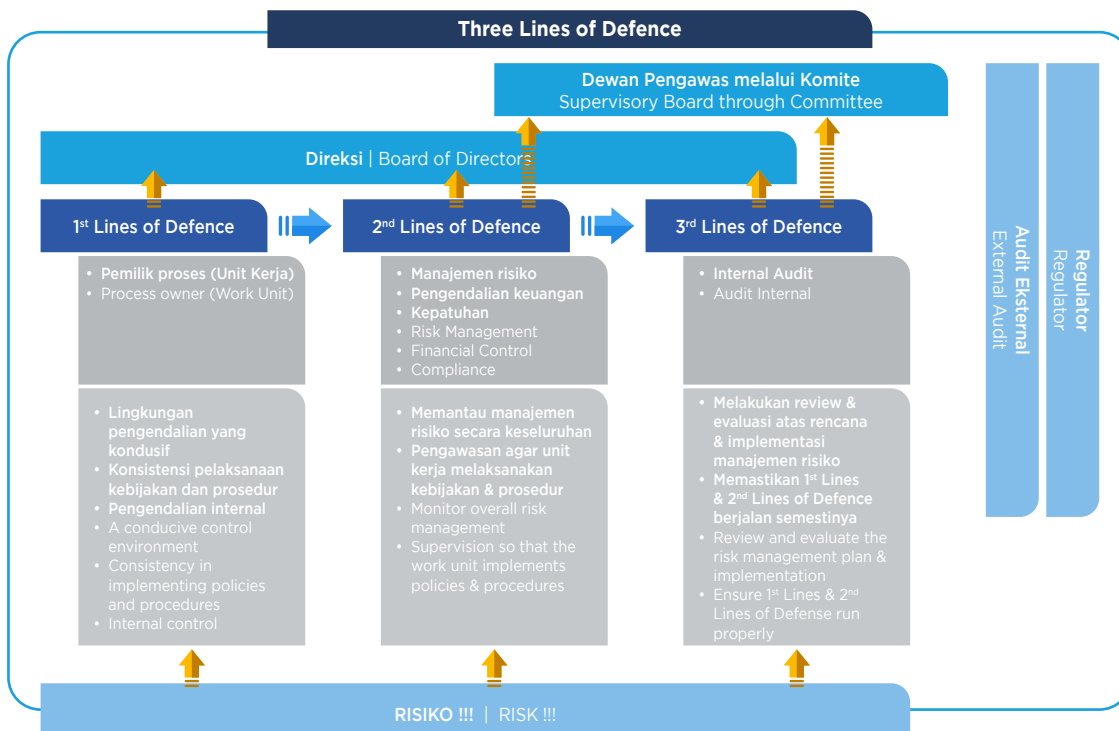 Three Lines of Defence
Dewan Pengawas melalui Komite
Supervisory Board through Committee
Direksi | Board of Directors
1st Lines of Defence
2nd Lines of Defence
3rd Lines of Defence
• Pemilik proses (Unit Kerja)
• Process owner (Work Unit)
• Manajemen risiko
• Pengendalian keuangan
• Kepatuhan
• Risk Management
• Financial Control
• Compliance
• Internal Audit
• Audit Internal
• Lingkungan
pengendalian yang
kondusif
• Konsistensi pelaksanaan
kebijakan dan prosedur
• Pengendalian internal
• A conducive control
environment
• Consistency in
implementing policies
and procedures
• Internal control
• Memantau manajemen
risiko secara keseluruhan
• Pengawasan agar unit
kerja melaksanakan
kebijakan & prosedur
• Monitor overall risk
management
• Supervision so that the
work unit implements
policies & procedures
• Melakukan review &
evaluasi atas rencana
& implementasi
manajemen risiko
• Memastikan 1st Lines
& 2nd Lines of Defence
berjalan semestinya
• Review and evaluate the
risk management plan &
implementation
• Ensure 1st Lines & 2nd
Lines of Defense run
properly
RISIKO !!! | RISK !!!
Audit Eksternal
External Audit
Regulator
Regulator